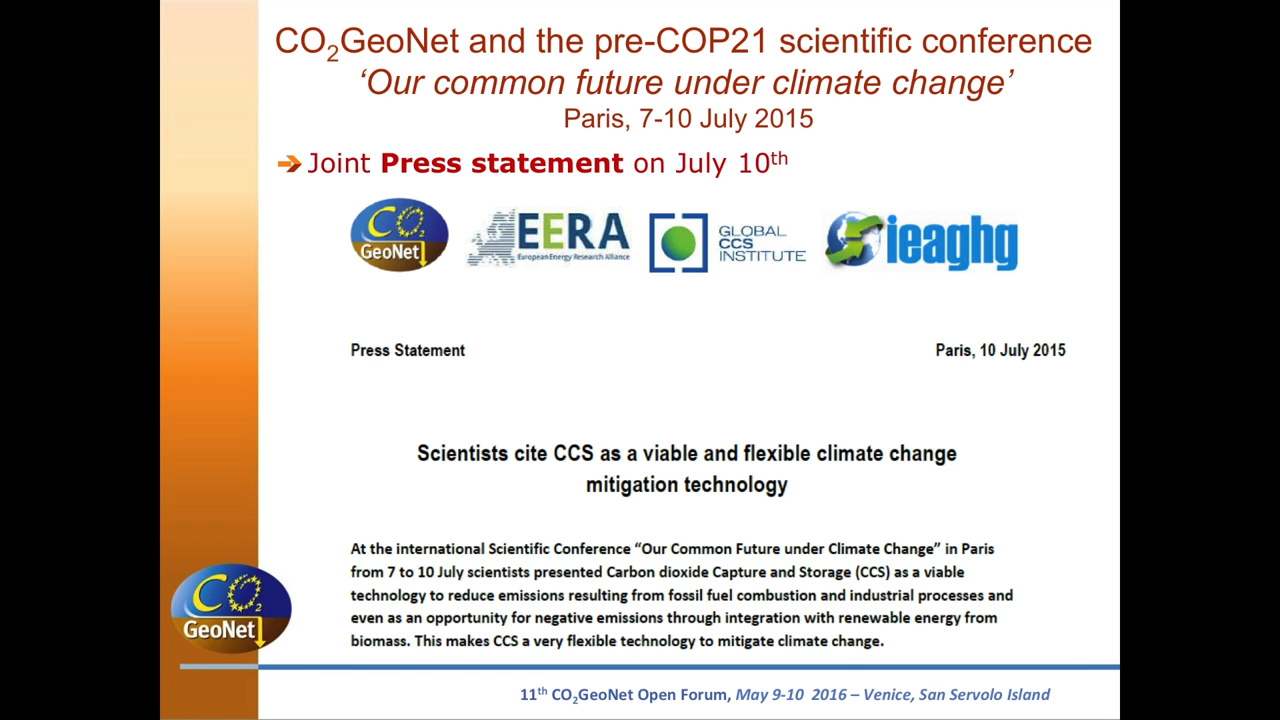 CO2GeoNet and the pre-COP21 scientific conference
‘Our common future under climate change’
Paris, 7-10 July 2015
Joint Press statement on July 10th
CO2 GeoNet
EERA
European Energy Research Alliance
GLOBAL
CCS
INSTITUTE
ieaghg
Press Statement
Paris, 10 July 2015
Scientists cite CCS as a viable and flexible climate change
mitigation technology
At the international Scientific Conference “Our Common Future under Climate Change” in Paris
from 7 to 10 July scientists presented Carbon dioxide Capture and Storage (CCS) as a viable
technology to reduce emissions resulting from fossil fuel combustion and industrial processes and
even as an opportunity for negative emissions through integration with renewable energy from
biomass. This makes CCS a very flexible technology to mitigate climate change.
CO2
GeoNet
11th CO2GeoNet Open Forum, May 9-10 2016 – Venice, San Servolo Island